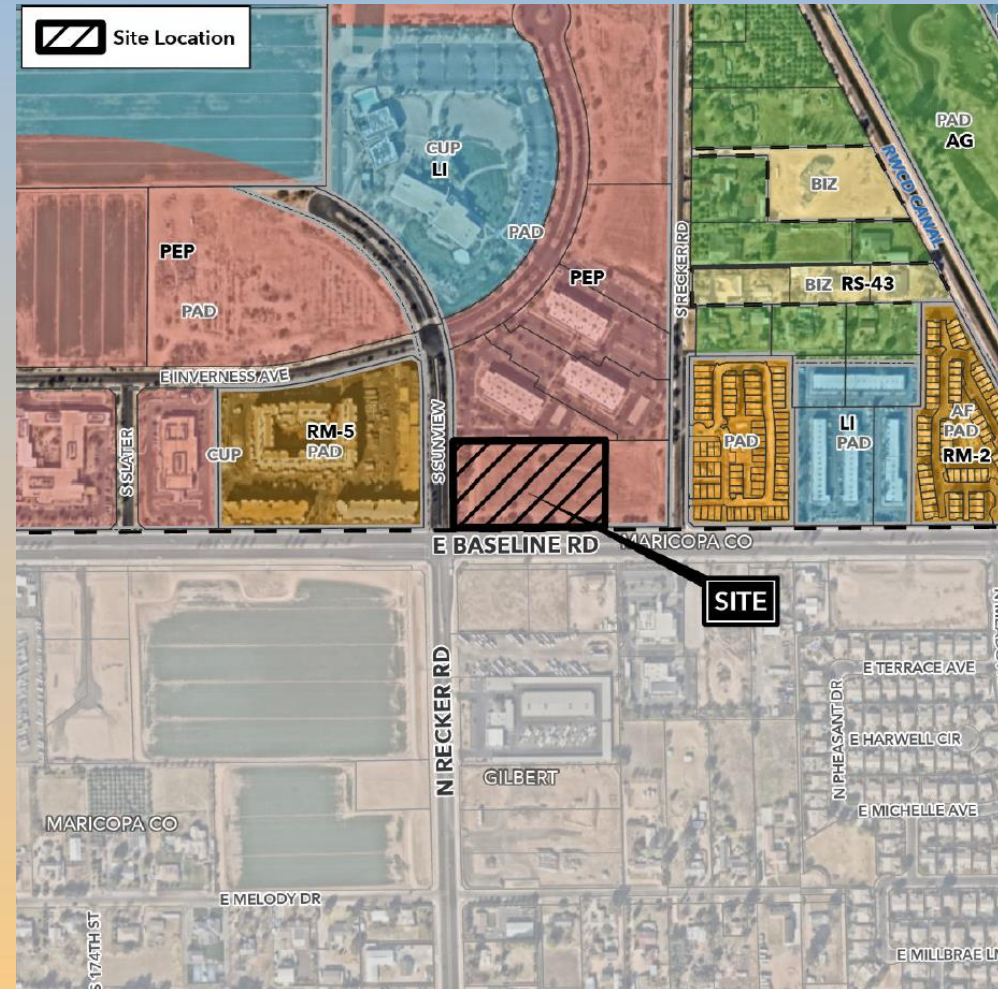 Site Location
CUP
LI
PAD
AG
RWCD CANAL
BIZ
PEP
PAD
PAD
PEP
S RECKER RD
BIZ RS-43
E INVERNESS AVE
S SUNVIEW
S SLATER
CUP
RM-5
PAD
PAD
LI
PAD
AF
PAD
RM-2
E BASELINE RD
MARICOPA CO
SITE
N RECKER RD
E TERRACE AVE
N PHEASANT DR
E HARWELL CIR
GILBERT
E MICHELLE AVE
MARICOPA CO
E MELODY DR
S 174TH ST
E MILLBRAE LN